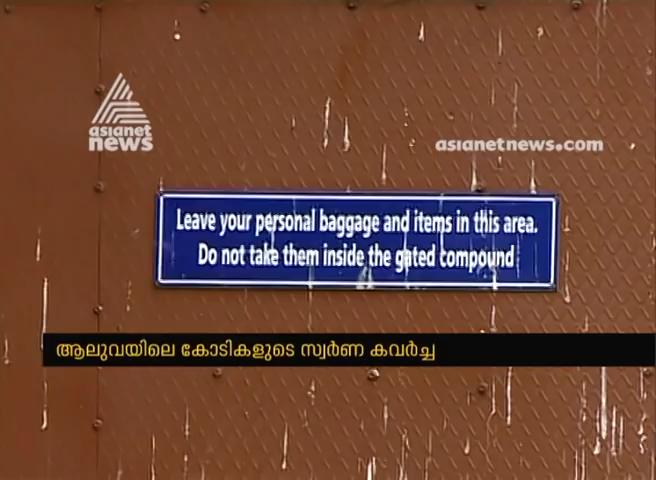 asianet
news
asianetnews.com
Leave your personal baggage and items in this area.
Do not take them inside the gated compound
ആലുവയിലെ കോടികളുടെ സ്വർണ കവർച്ച